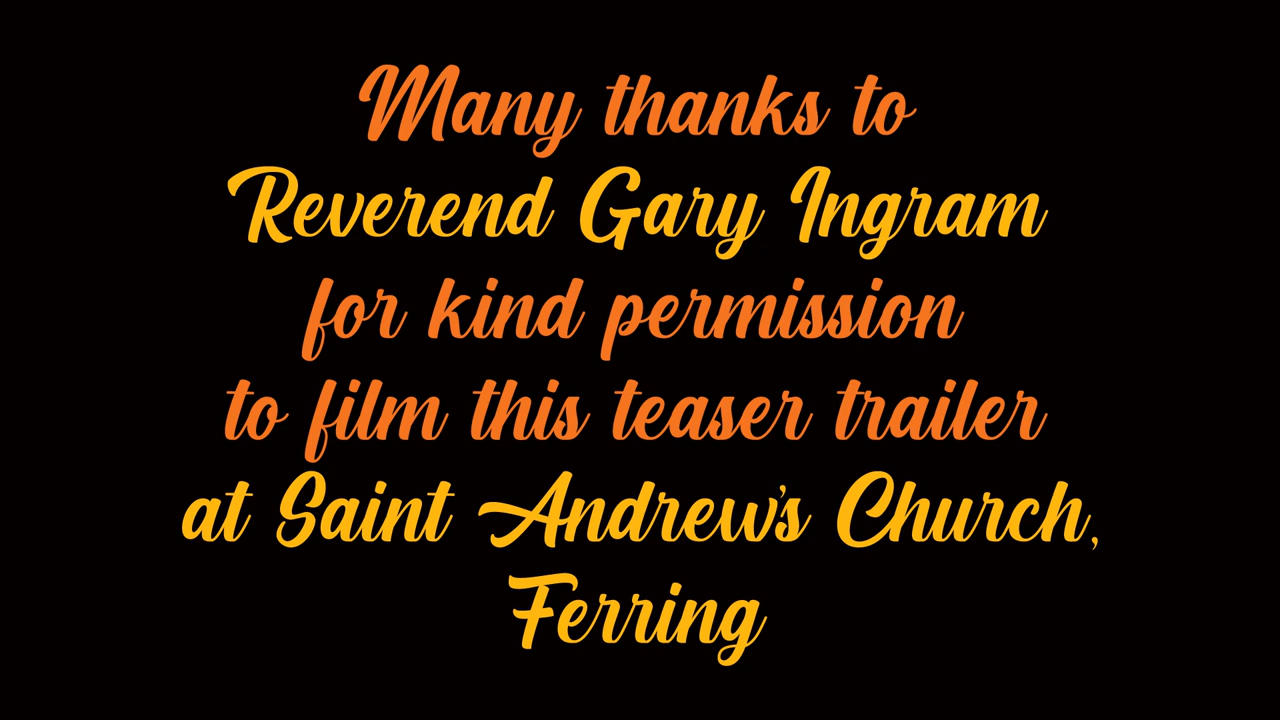 Many thanks to
Reverend Gary Ingram
for kind permission
to film this teaser trailer
at Saint Andrew's Church,
Ferring